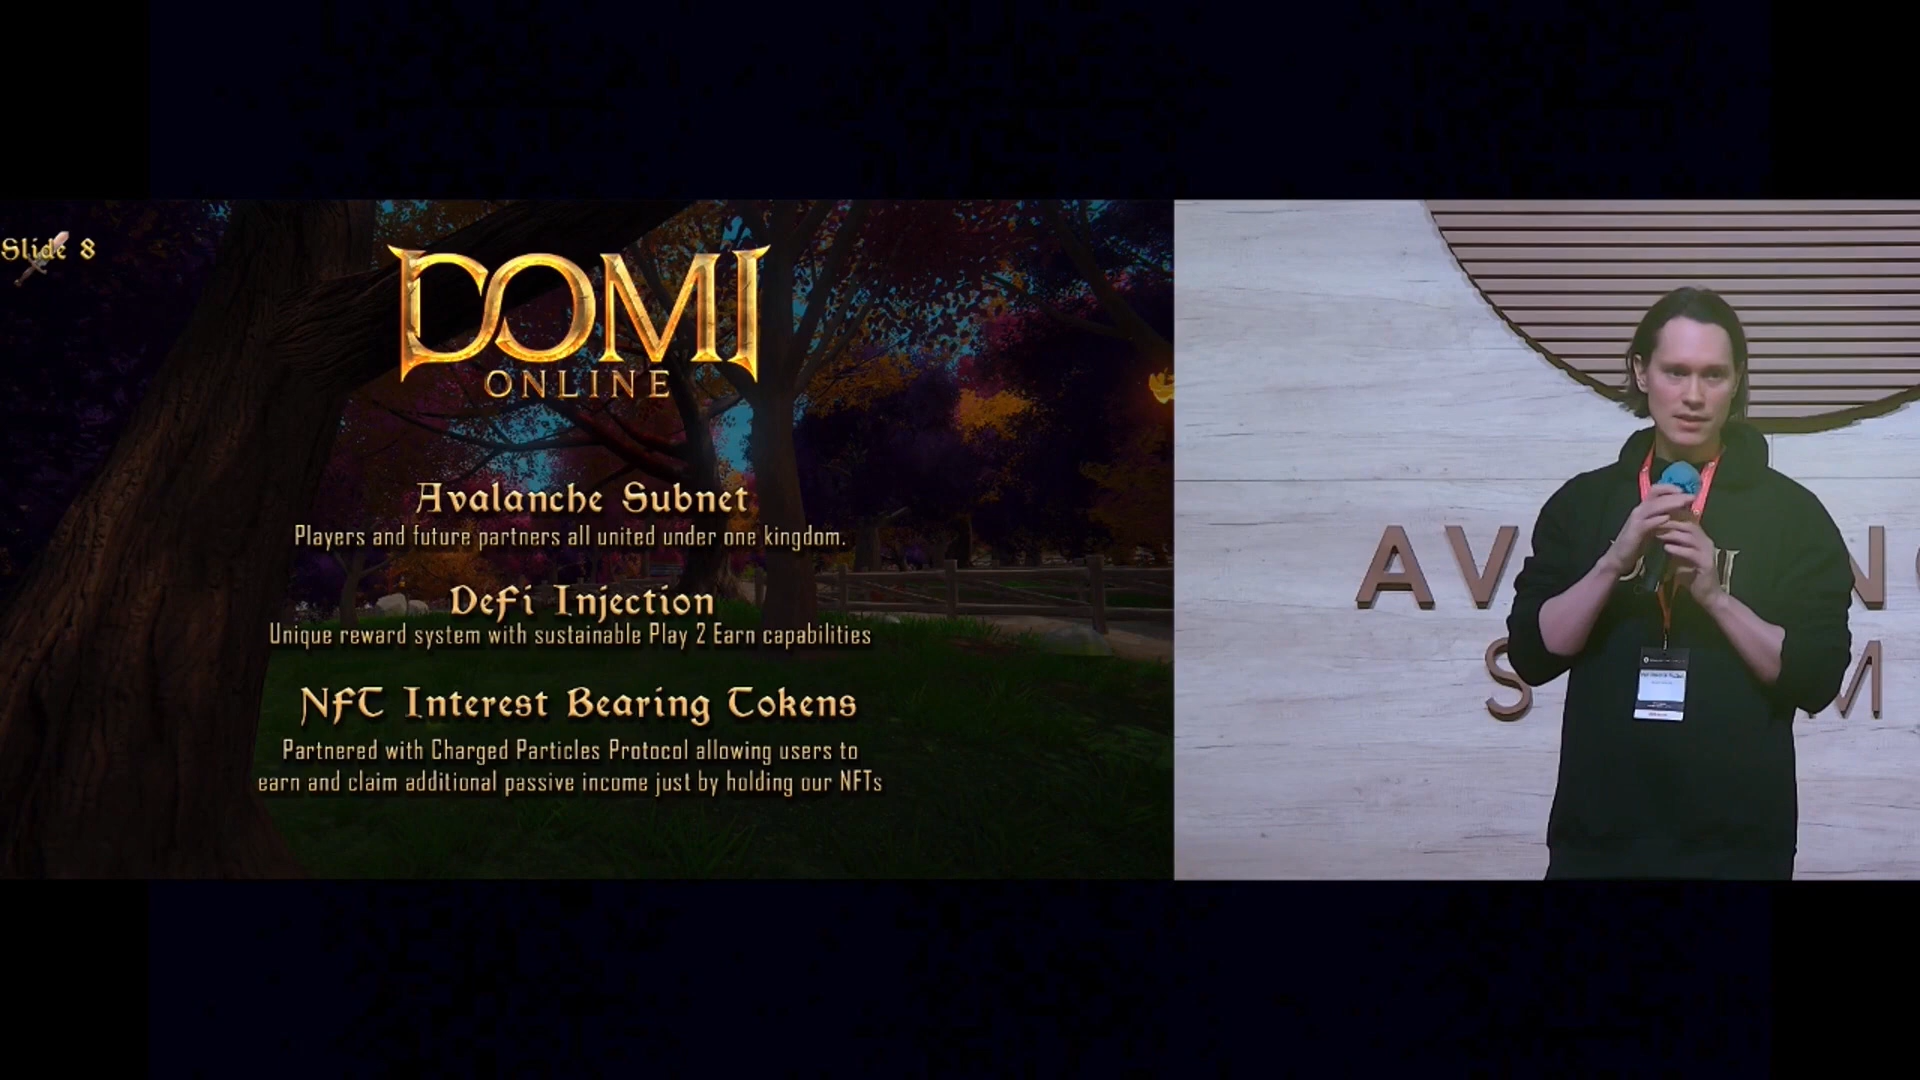 Slide 8
DOMI
ONLINE
Avalanche Subnet
Players and future partners all united under one kingdom.
DeFi Injection
Unique reward system with sustainable Play 2 Earn capabilities
NFT Interest Bearing Tokens
Partnered with Charged Particles Protocol allowing users to
earn and claim additional passive income just by holding our NFTs